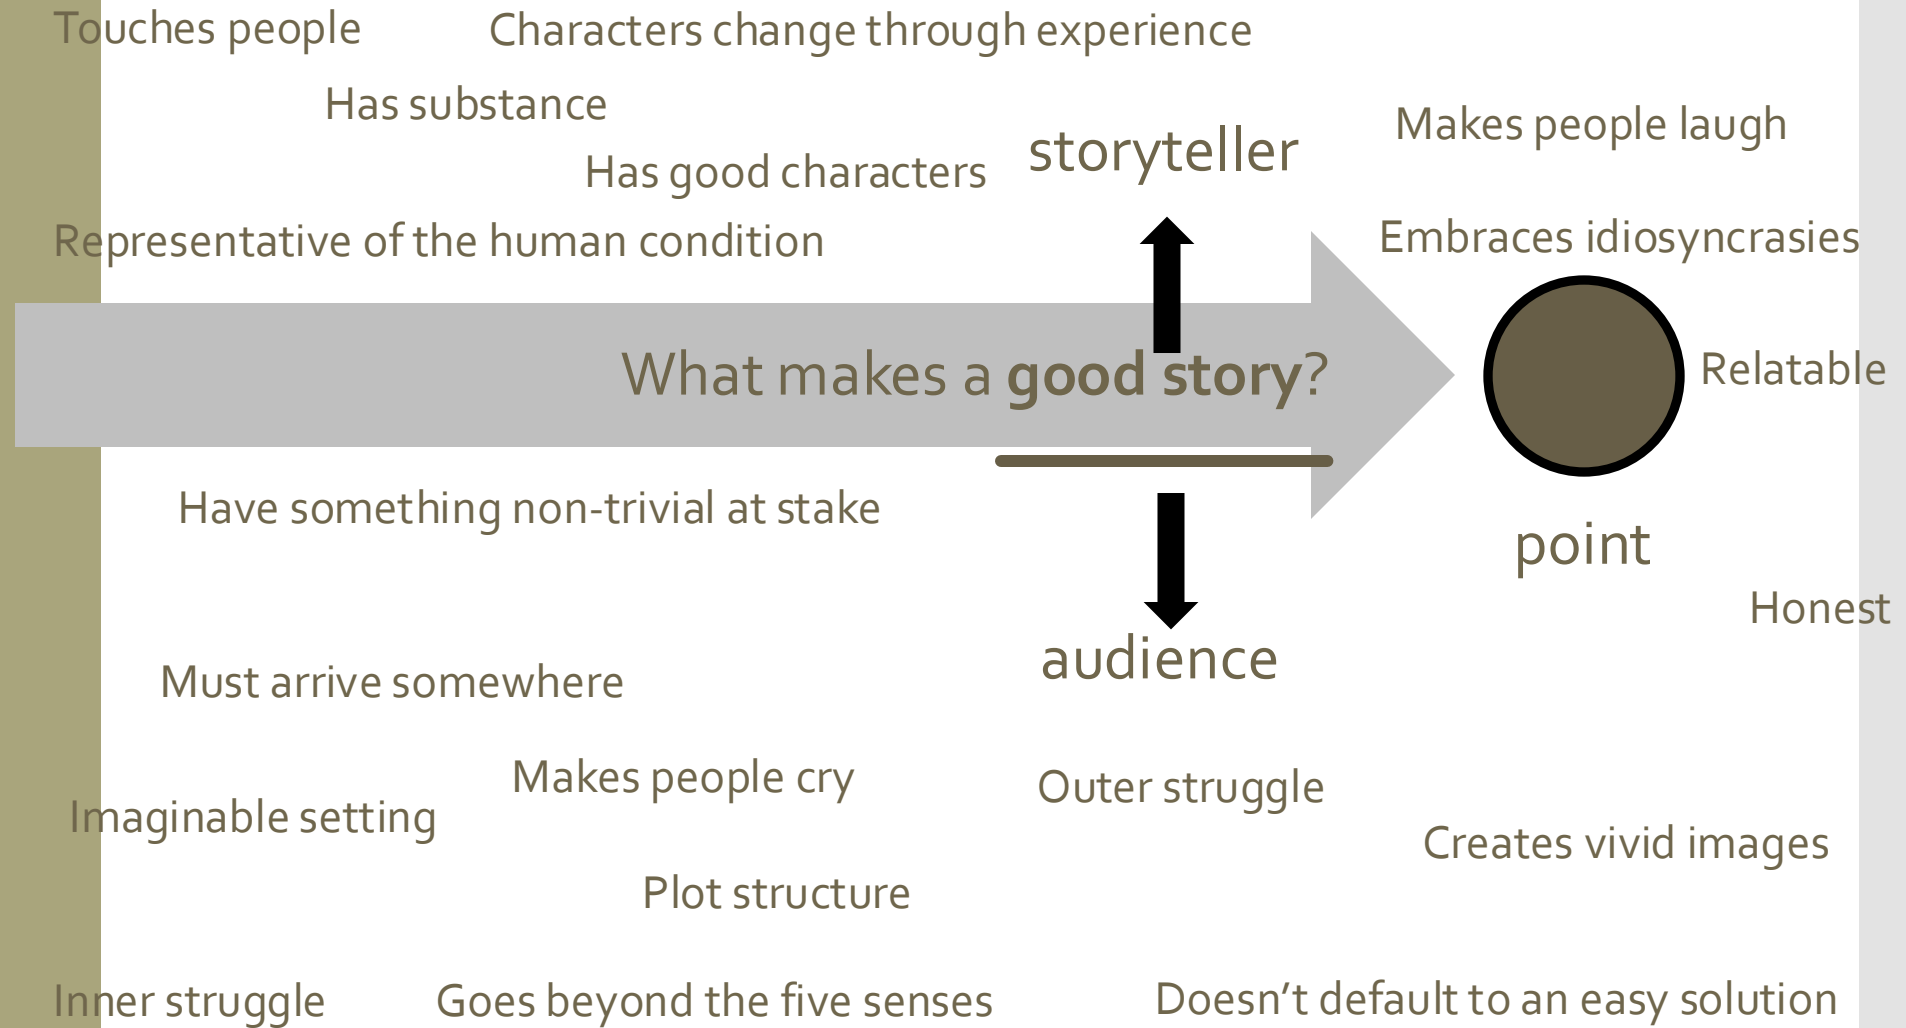 Touches people
Characters change through experience
Has substance
Makes people laugh
storyteller
Has good characters
Representative of the human condition
Embraces idiosyncrasies
What makes a good story?
Relatable
Have something non-trivial at stake
point
Honest
audience
Must arrive somewhere
Makes people cry
Outer struggle
Imaginable setting
Creates vivid images
Plot structure
Inner struggle
Goes beyond the five senses
Doesn’t default to an easy solution